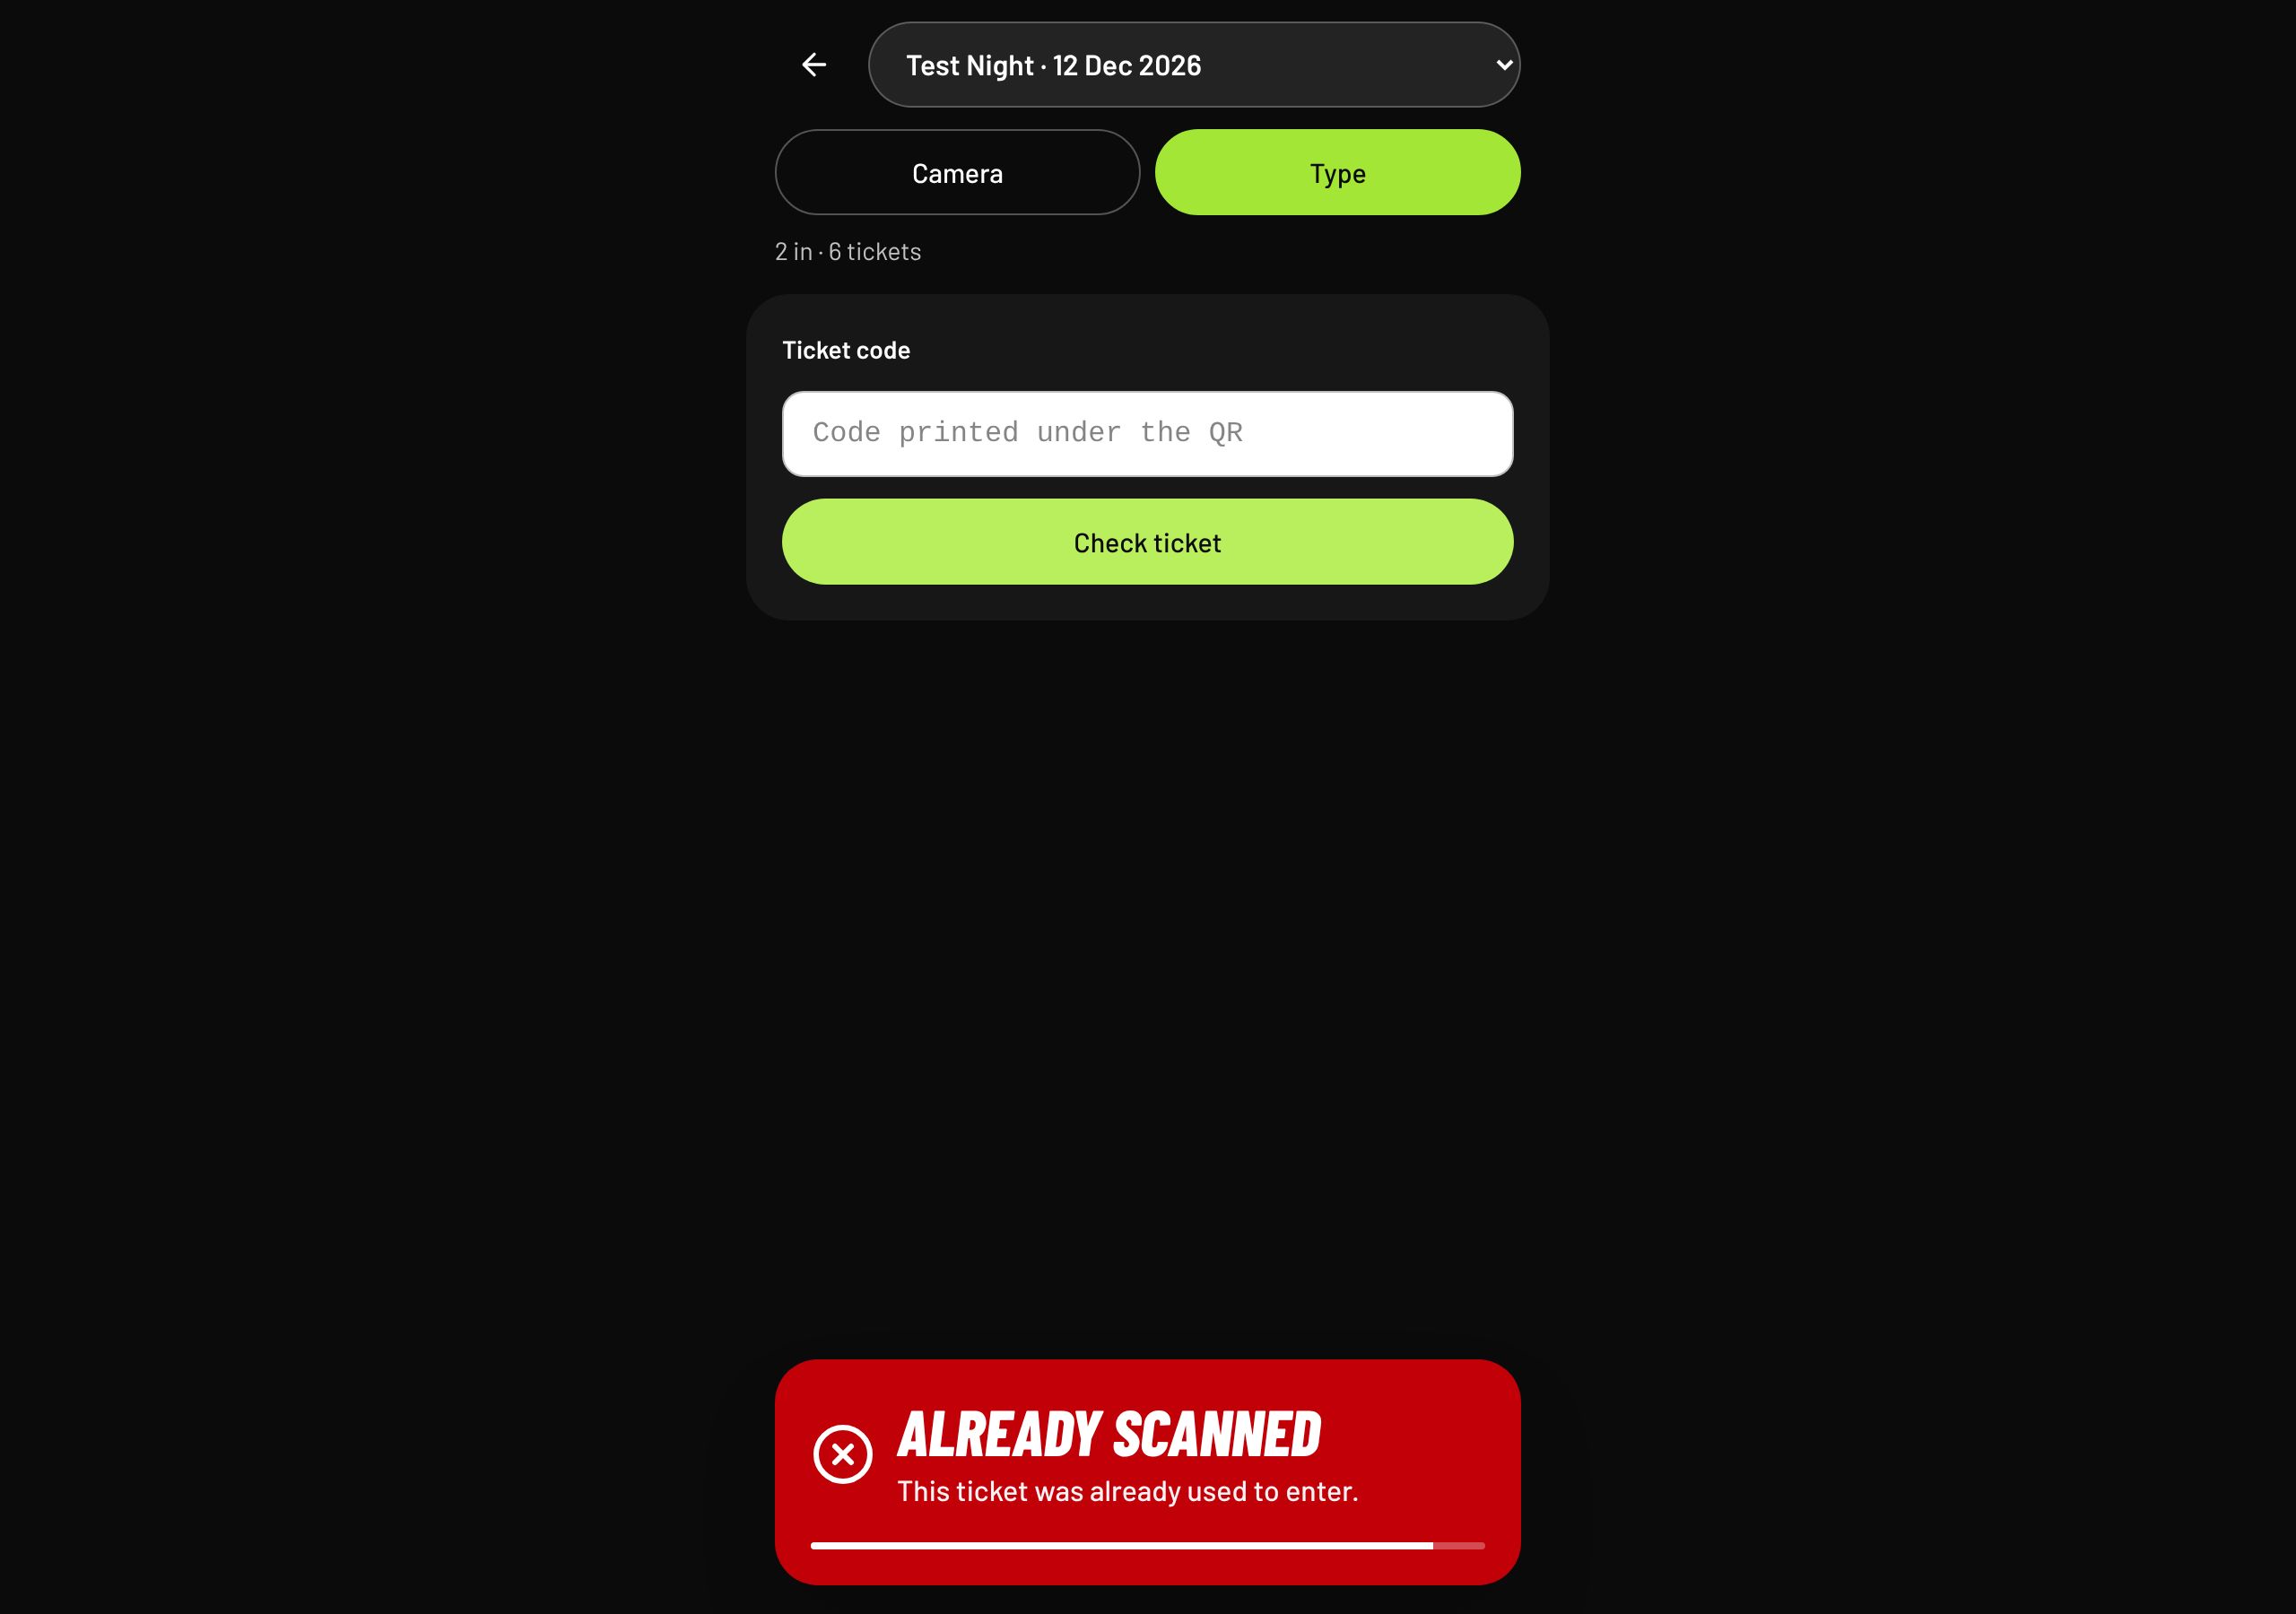 Test Night · 12 Dec 2026
Camera
Type
2 in · 6 tickets
Ticket code
Code printed under the QR
Check ticket
ALREADY SCANNED
This ticket was already used to enter.